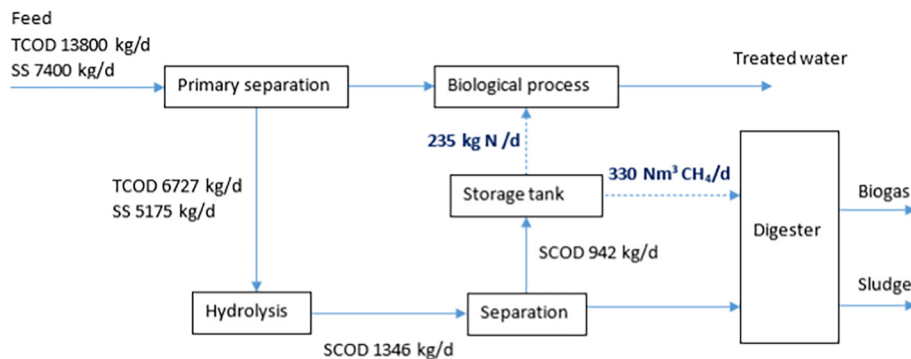 Feed
TCOD 13800 kg/d
SS 7400 kg/d
Primary separation
Biological process
Treated water
235 kg N /d
330 Nm³ CH₄/d
TCOD 6727 kg/d
SS 5175 kg/d
Storage tank
Biogas
Digester
SCOD 942 kg/d
Sludge
Hydrolysis
Separation
SCOD 1346 kg/d